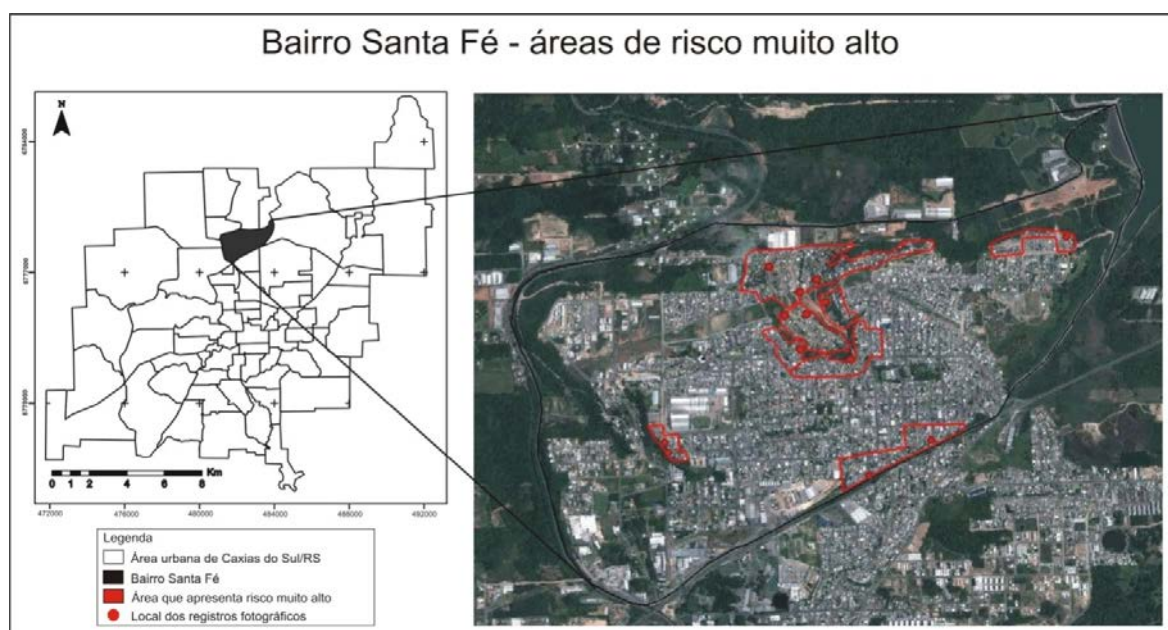 Bairro Santa Fé - áreas de risco muito alto
N
Km
0 1 2 4 6 8
472000 476000 480000 484000 488000 492000
Legenda
Área urbana de Caxias do Sul/RS
Bairro Santa Fé
Área que apresenta risco muito alto
Local dos registros fotográficos